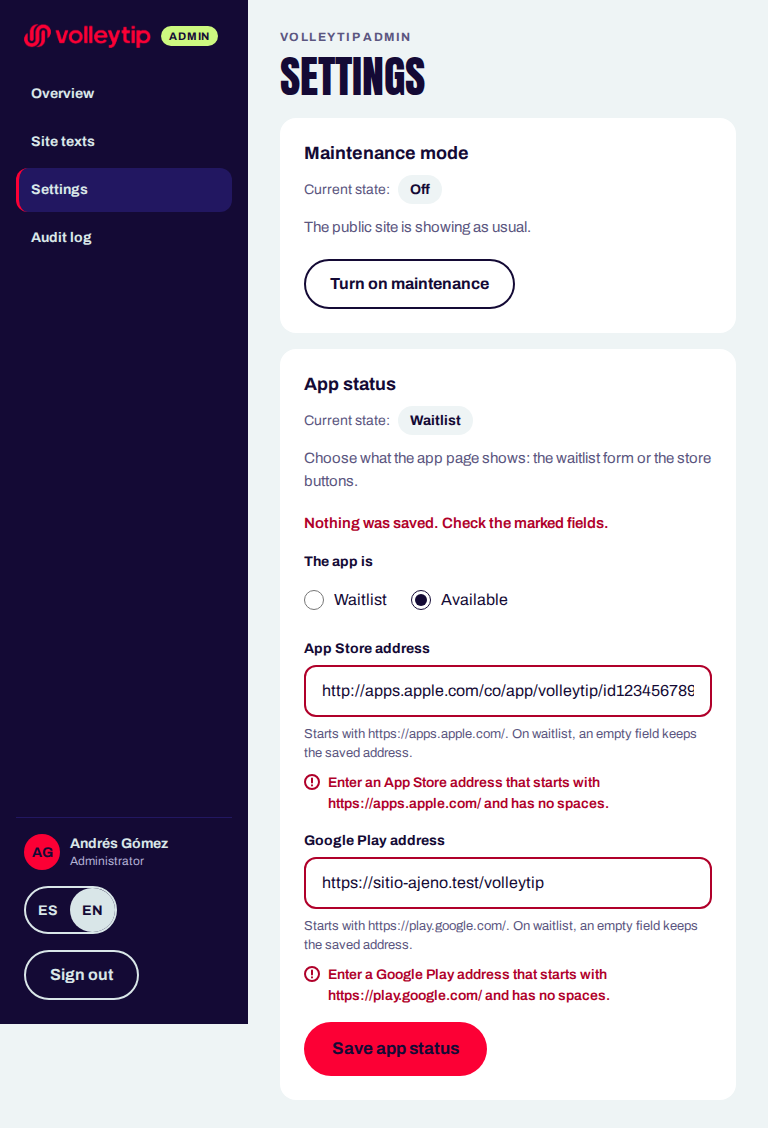 volleytip ADMIN
Overview
Site texts
Settings
Audit log
AG
Andrés Gómez
Administrator
ES EN
Sign out
VOLLEYTIP ADMIN
SETTINGS
Maintenance mode
Current state: Off
The public site is showing as usual.
Turn on maintenance
App status
Current state: Waitlist
Choose what the app page shows: the waitlist form or the store
buttons.
Nothing was saved. Check the marked fields.
The app is
Waitlist Available
App Store address
http://apps.apple.com/co/app/volleytip/id123456789
Starts with https://apps.apple.com/. On waitlist, an empty field keeps
the saved address.
Enter an App Store address that starts with
https://apps.apple.com/ and has no spaces.
Google Play address
https://sitio-ajeno.test/volleytip
Starts with https://play.google.com/. On waitlist, an empty field keeps
the saved address.
Enter a Google Play address that starts with
https://play.google.com/ and has no spaces.
Save app status